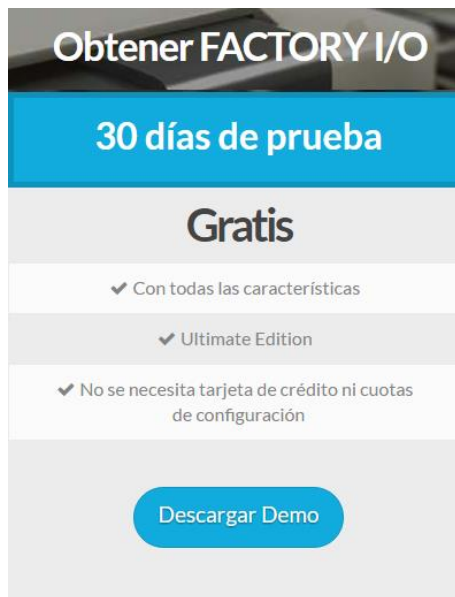 Obtener FACTORY I/O
30 días de prueba
Gratis
✔ Con todas las características
✔ Ultimate Edition
✔ No se necesita tarjeta de crédito ni cuotas
de configuración
Descargar Demo